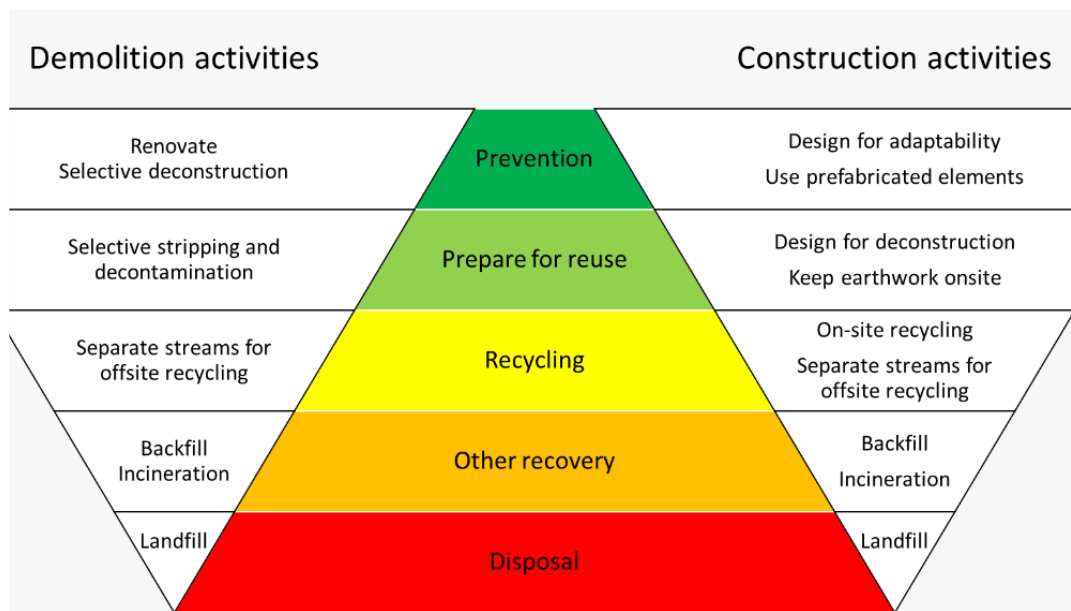 Demolition activities
Construction activities
Renovate
Selective deconstruction
Prevention
Design for adaptability
Use prefabricated elements
Selective stripping and
decontamination
Prepare for reuse
Design for deconstruction
Keep earthwork onsite
Separate streams for
offsite recycling
Recycling
On-site recycling
Separate streams for
offsite recycling
Backfill
Incineration
Other recovery
Backfill
Incineration
Landfill
Disposal
Landfill